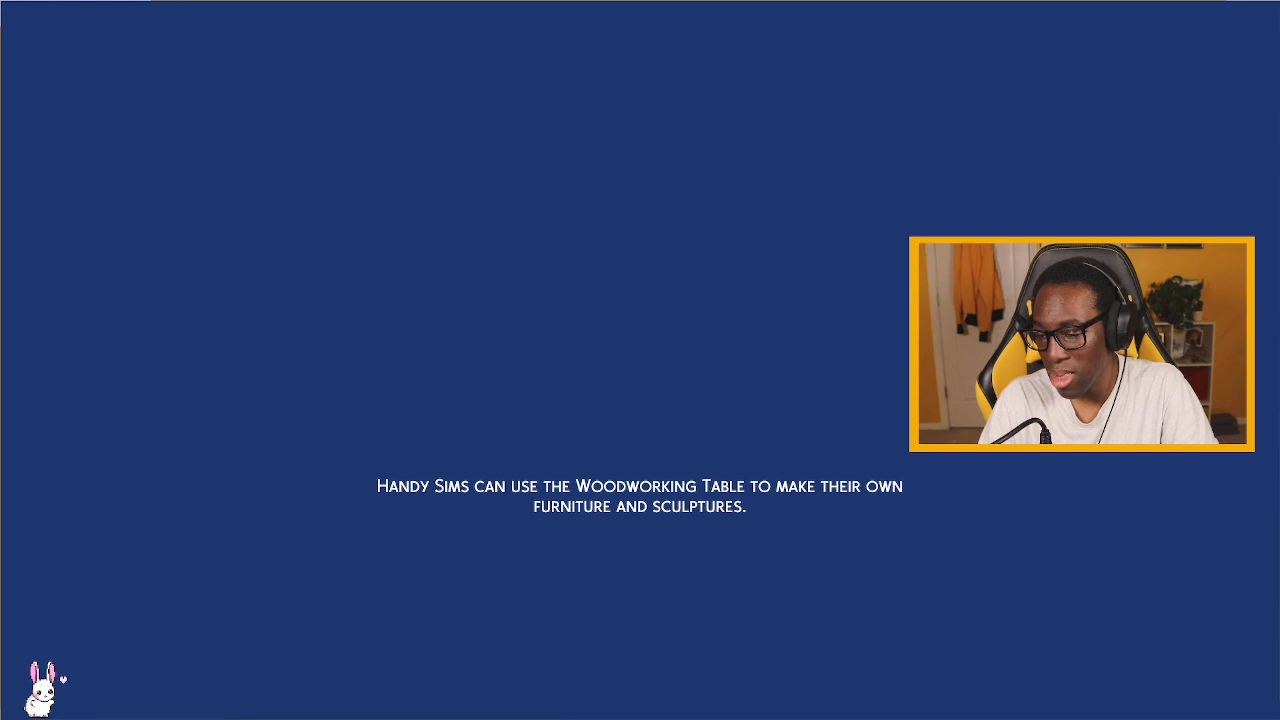 Handy Sims can use the Woodworking Table to make their own
furniture and sculptures.